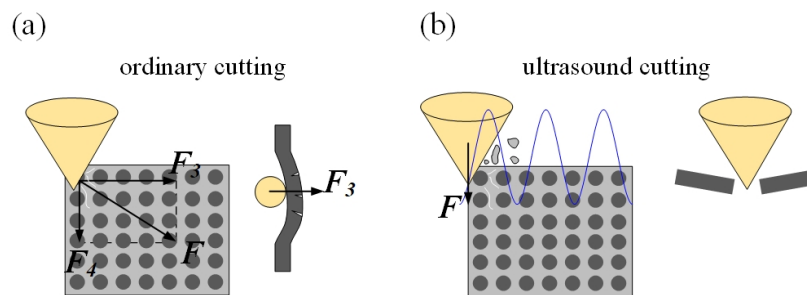 (a)
ordinary cutting
F3
F4
F
F3
(b)
ultrasound cutting
F